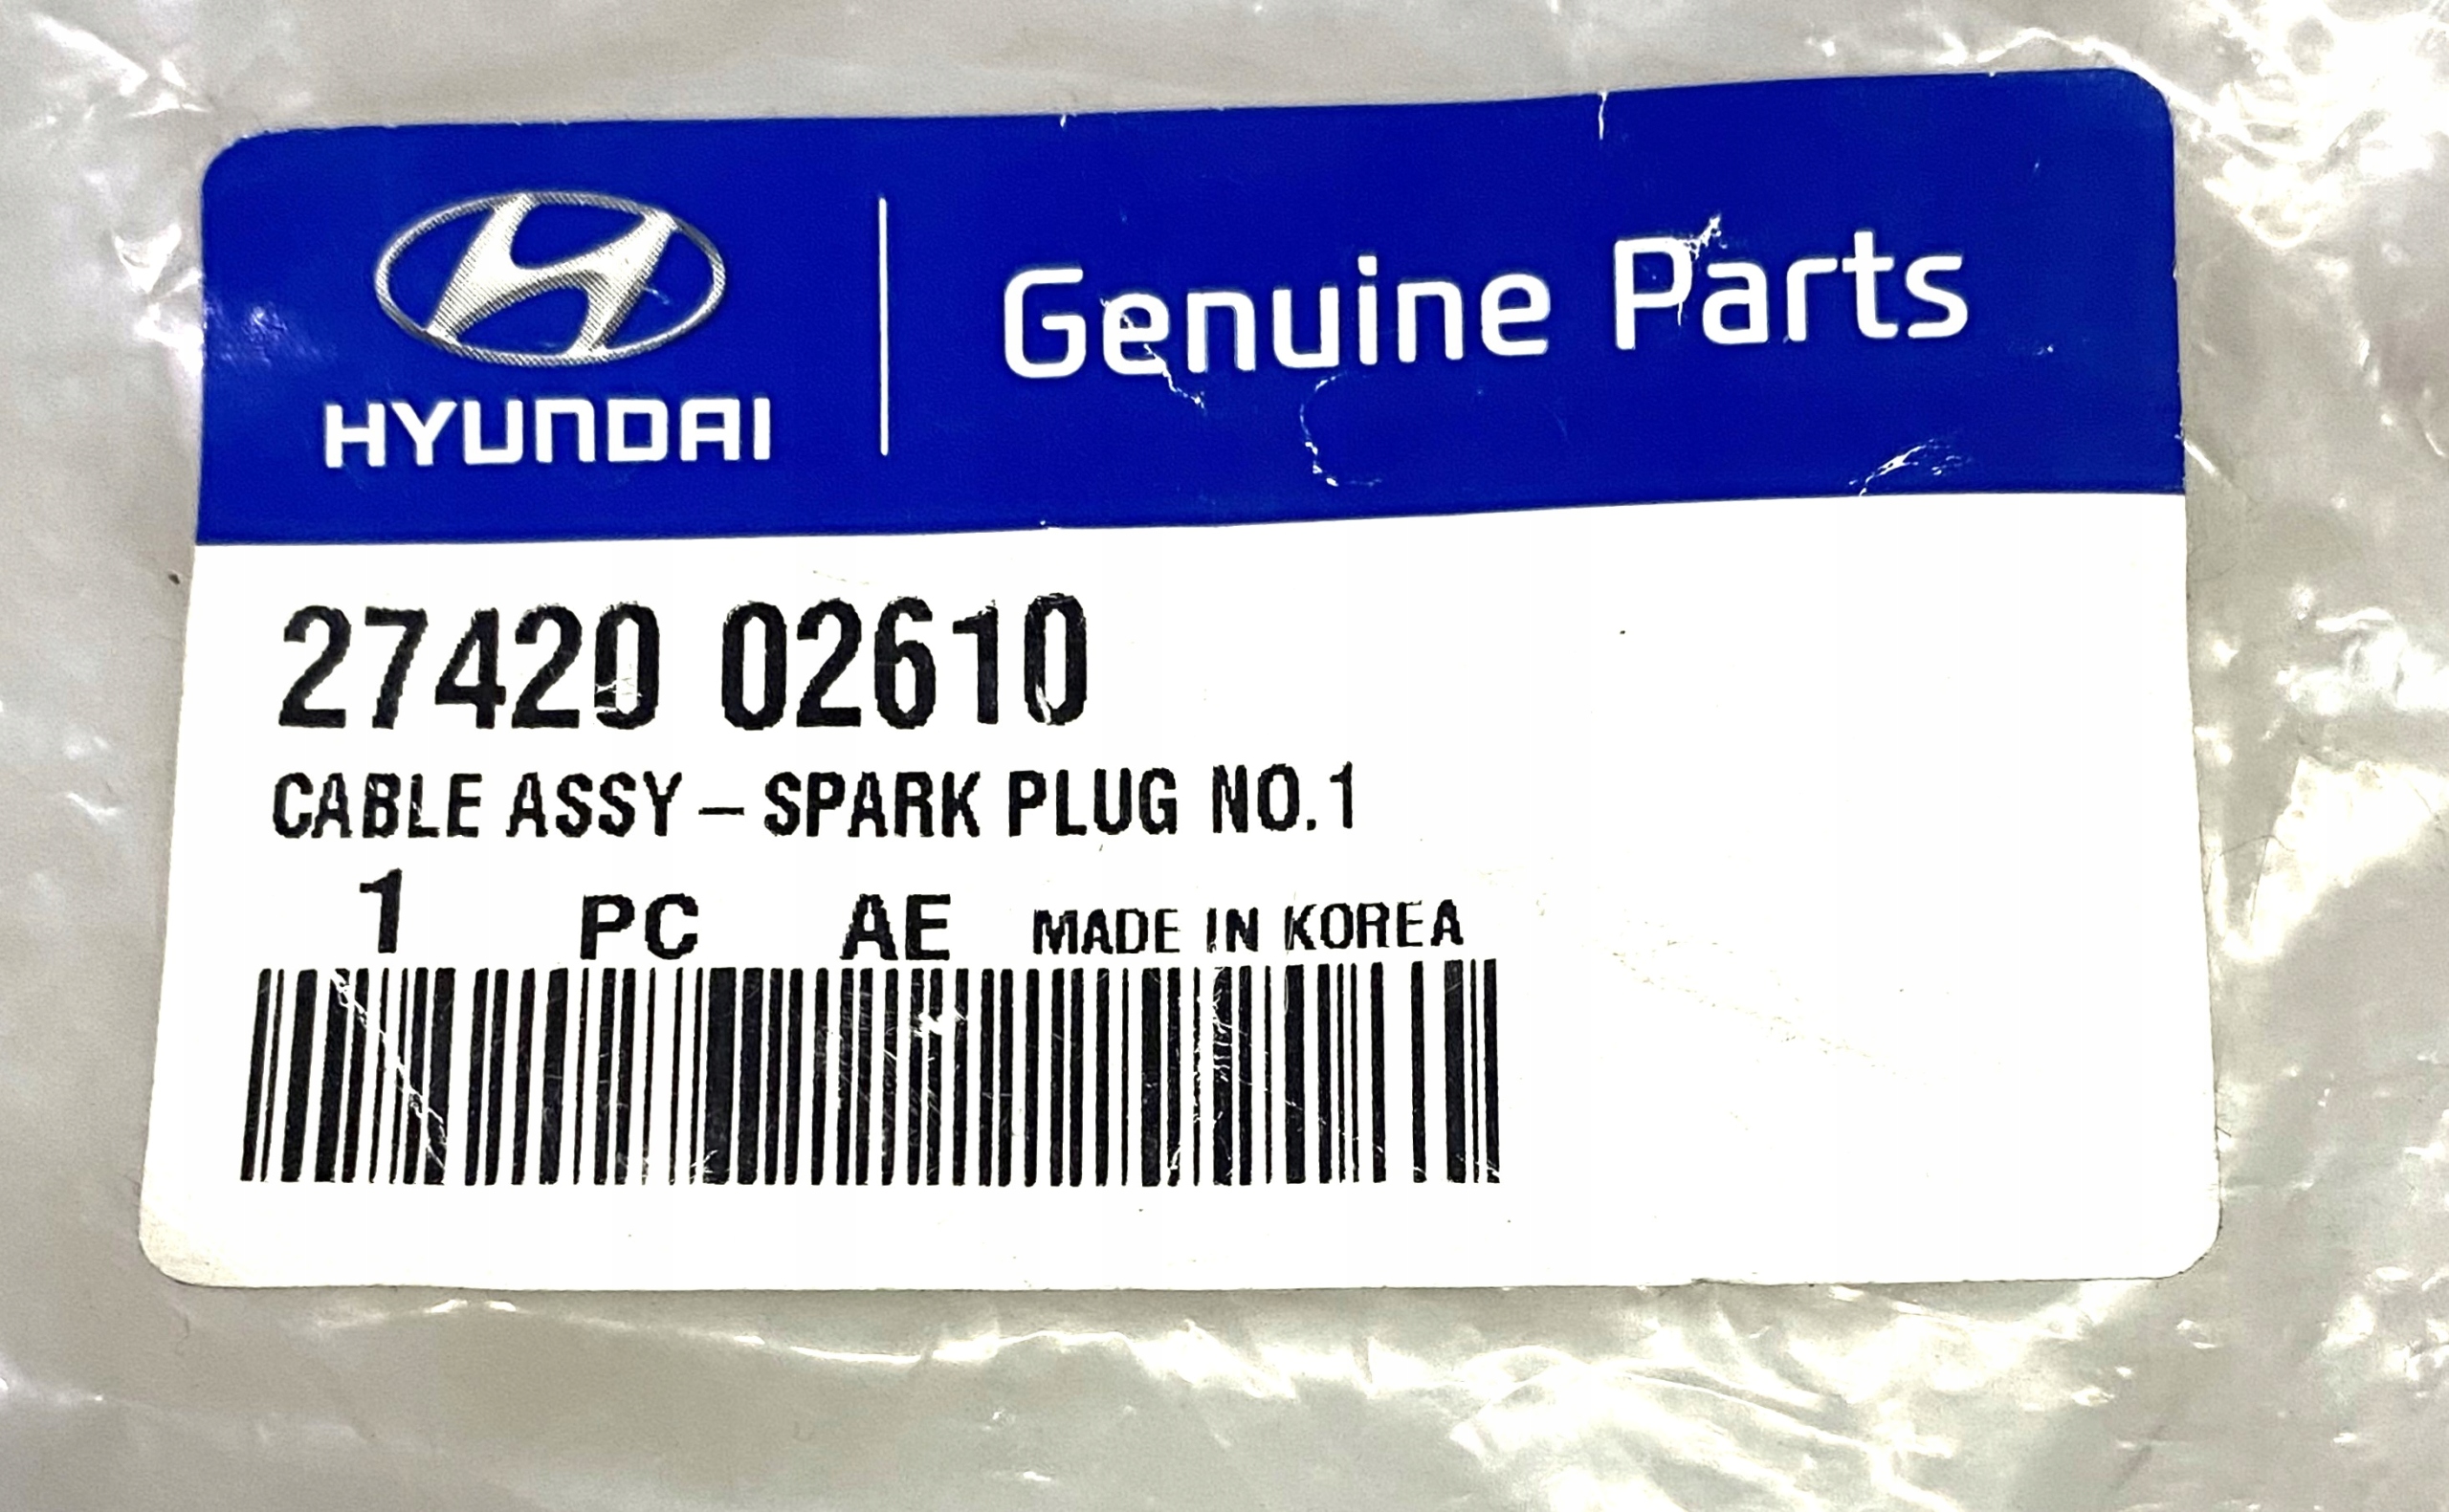 HYUNDAI
Genuine Parts
27420 02610
CABLE ASSY – SPARK PLUG NO.1
1 PC AE MADE IN KOREA